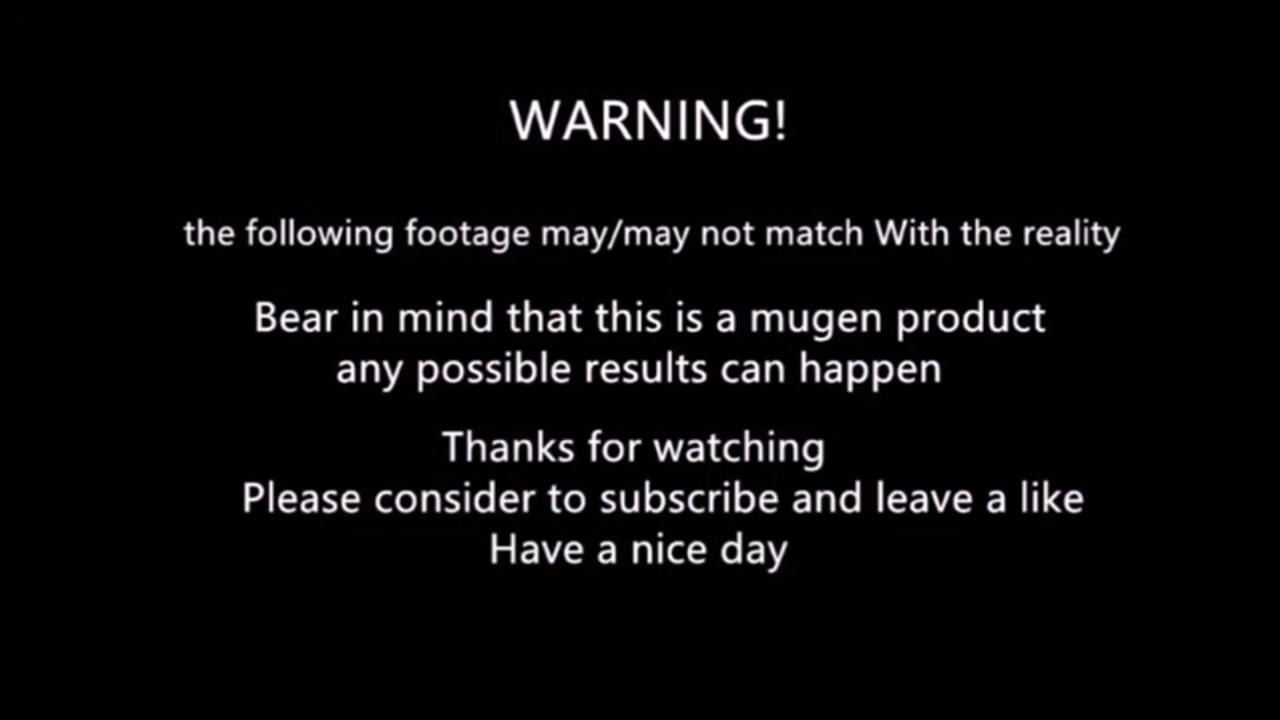 WARNING!
the following footage may/may not match With the reality
Bear in mind that this is a mugen product
any possible results can happen
Thanks for watching
Please consider to subscribe and leave a like
Have a nice day